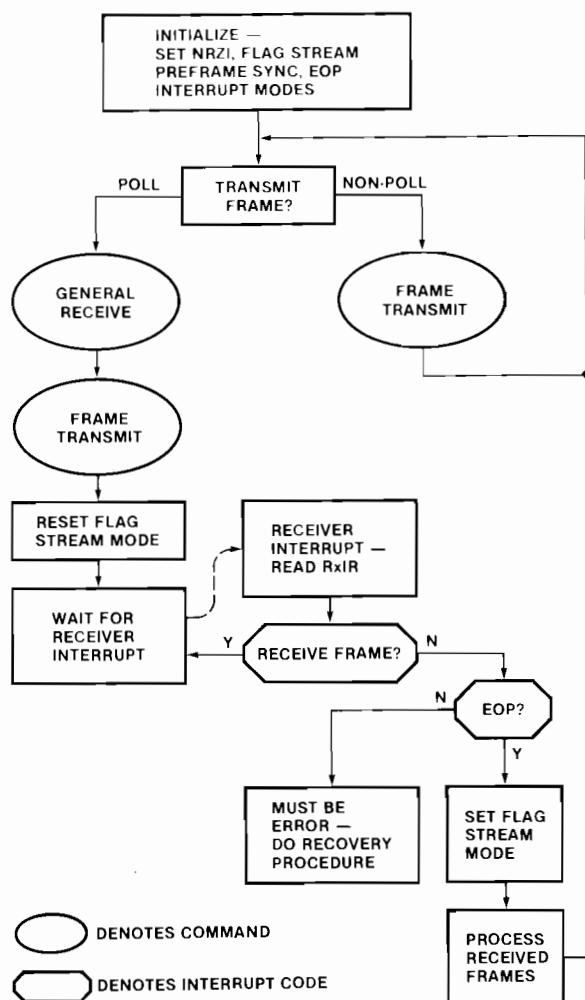 INITIALIZE —
SET NRZI, FLAG STREAM
PREFRAME SYNC, EOP
INTERRUPT MODES
POLL
TRANSMIT
FRAME?
NON-POLL
GENERAL
RECEIVE
FRAME
TRANSMIT
FRAME
TRANSMIT
RESET FLAG
STREAM MODE
RECEIVER
INTERRUPT —
READ RxIR
WAIT FOR
RECEIVER
INTERRUPT
Y
RECEIVE FRAME?
N
N
EOP?
Y
MUST BE
ERROR —
DO RECOVERY
PROCEDURE
SET FLAG
STREAM
MODE
DENOTES COMMAND
PROCESS
RECEIVED
FRAMES
DENOTES INTERRUPT CODE